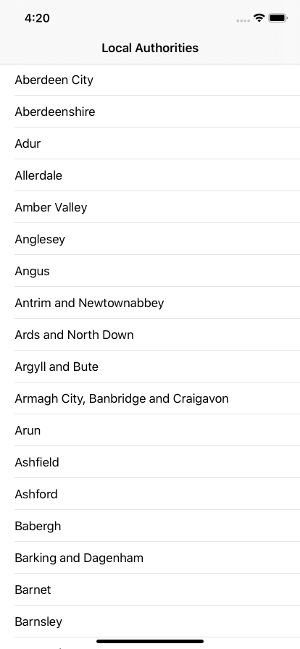 4:20
Local Authorities
Aberdeen City
Aberdeenshire
Adur
Allerdale
Amber Valley
Anglesey
Angus
Antrim and Newtownabbey
Ards and North Down
Argyll and Bute
Armagh City, Banbridge and Craigavon
Arun
Ashfield
Ashford
Babergh
Barking and Dagenham
Barnet
Barnsley